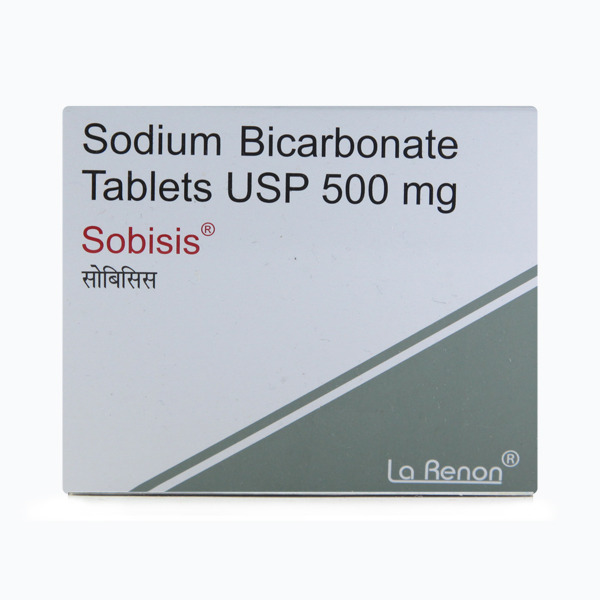 Sodium Bicarbonate
Tablets USP 500 mg
Sobisis®
सोबिसिस
La Renon®